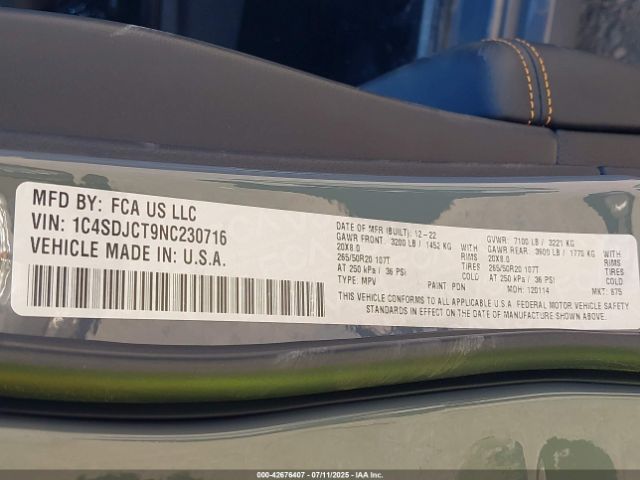 MFD BY: FCA US LLC
VIN: 1C4SDJCT9NC230716
VEHICLE MADE IN: U.S.A.
DATE OF MFR (BUILT): 12-22 GVWR: 7100 LB / 3221 KG
GAWR FRONT: 3200 LB / 1452 KG WITH GAWR REAR: 3900 LB / 1770 KG WITH
20X8.0 RIMS 20X8.0 RIMS
265/50R20 107T TIRES 265/50R20 107T TIRES
AT 250 kPa / 36 PSI COLD AT 250 kPa / 36 PSI COLD
TYPE: MPV PAINT PDN MDH: 120114 MKT: 875
THIS VEHICLE CONFORMS TO ALL APPLICABLE U.S.A. FEDERAL MOTOR VEHICLE SAFETY
STANDARDS IN EFFECT ON THE DATE OF MANUFACTURE SHOWN ABOVE.
000-42676407 - 07/11/2025 - IAAI.COM